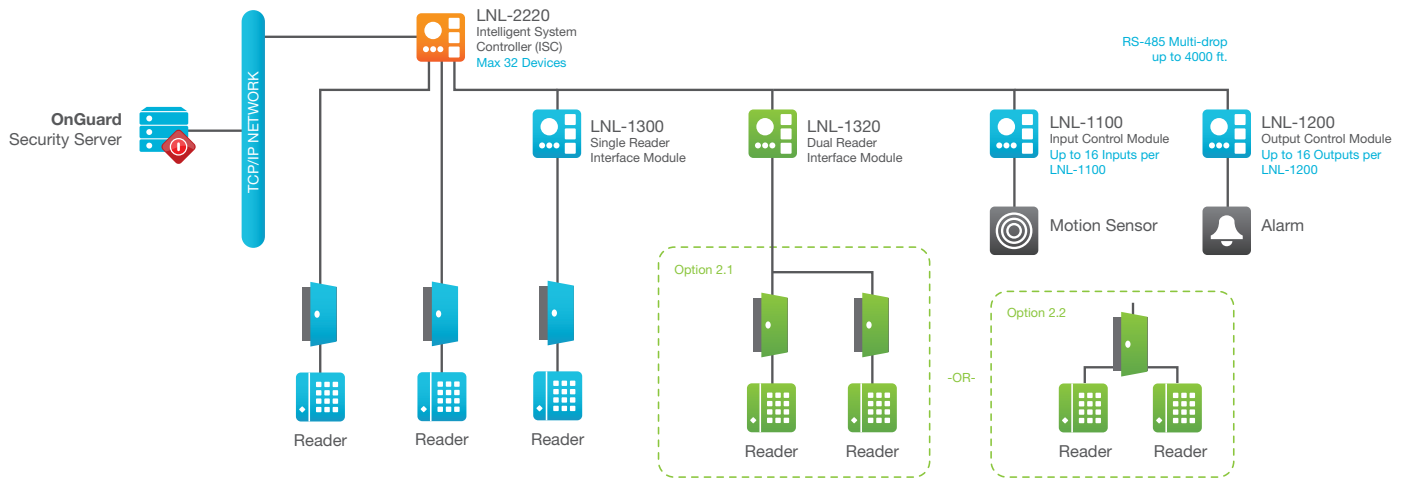 LNL-2220
Intelligent System
Controller (ISC)
Max 32 Devices
RS-485 Multi-drop
up to 4000 ft.
OnGuard
Security Server
TCP/IP NETWORK
LNL-1300
Single Reader
Interface Module
LNL-1320
Dual Reader
Interface Module
LNL-1100
Input Control Module
Up to 16 Inputs per
LNL-1100
LNL-1200
Output Control Module
Up to 16 Outputs per
LNL-1200
Motion Sensor
Alarm
Option 2.1
Option 2.2
-OR-
Reader
Reader
Reader
Reader
Reader
Reader
Reader